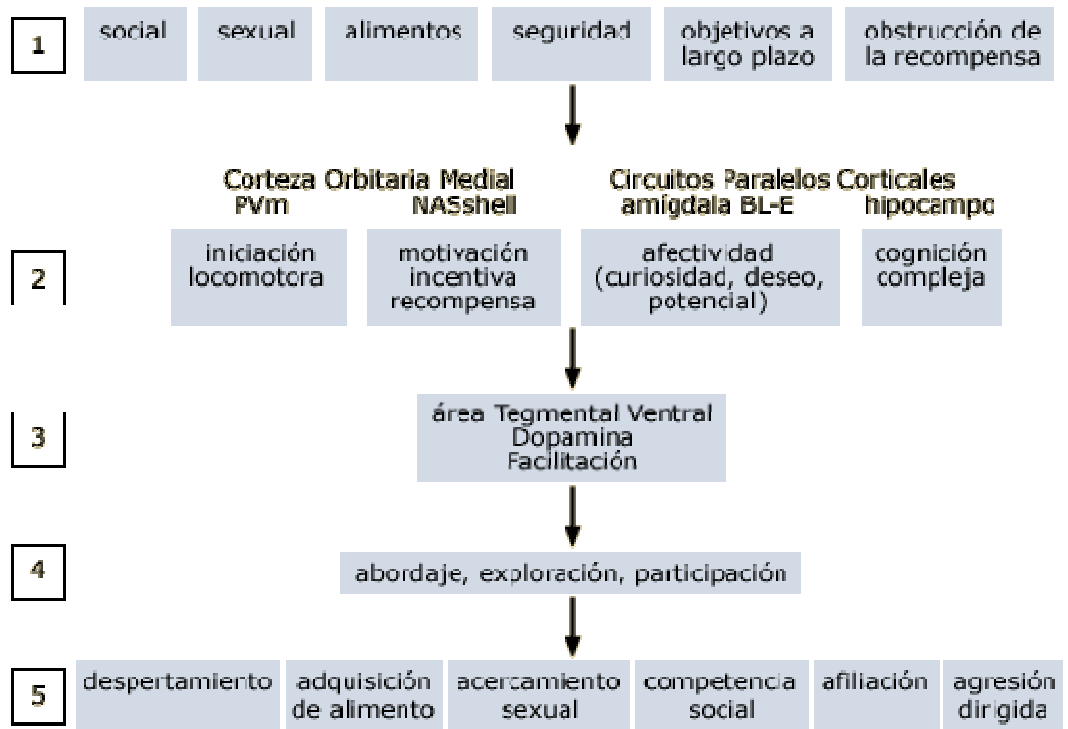 1
social
sexual
alimentos
seguridad
objetivos a
largo plazo
obstrucción de
la recompensa
Corteza Orbitaria Medial
PVm NASshell
Circuitos Paralelos Corticales
amígdala BL-E hipocampo
2
iniciación
locomotora
motivación
incentiva
recompensa
afectividad
(curiosidad, deseo,
potencial)
cognición
compleja
3
área Tegmental Ventral
Dopamina
Facilitación
4
abordaje, exploración, participación
5
despertamiento
adquisición
de alimento
acercamiento
sexual
competencia
social
afiliación
agresión
dirigida